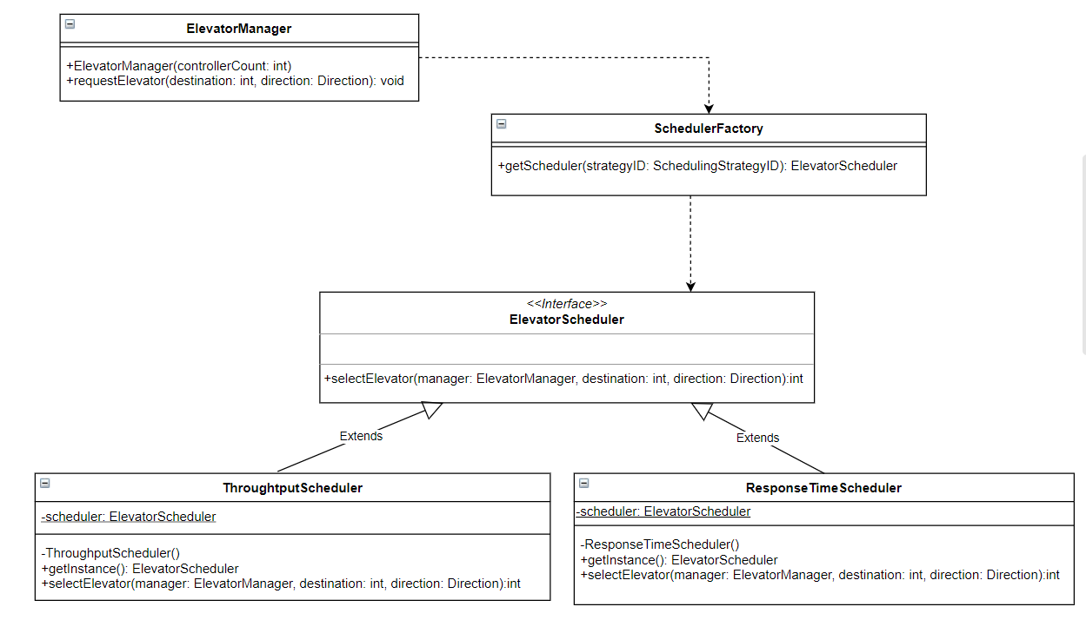 ElevatorManager
+ElevatorManager(controllerCount: int)
+requestElevator(destination: int, direction: Direction): void
SchedulerFactory
+getScheduler(strategyID: SchedulingStrategyID): ElevatorScheduler
<<Interface>>
ElevatorScheduler
+selectElevator(manager: ElevatorManager, destination: int, direction: Direction):int
Extends
Extends
ThroughtputScheduler
-scheduler: ElevatorScheduler
-ThroughputScheduler()
+getInstance(): ElevatorScheduler
+selectElevator(manager: ElevatorManager, destination: int, direction: Direction):int
ResponseTimeScheduler
-scheduler: ElevatorScheduler
-ResponseTimeScheduler()
+getInstance(): ElevatorScheduler
+selectElevator(manager: ElevatorManager, destination: int, direction: Direction):int